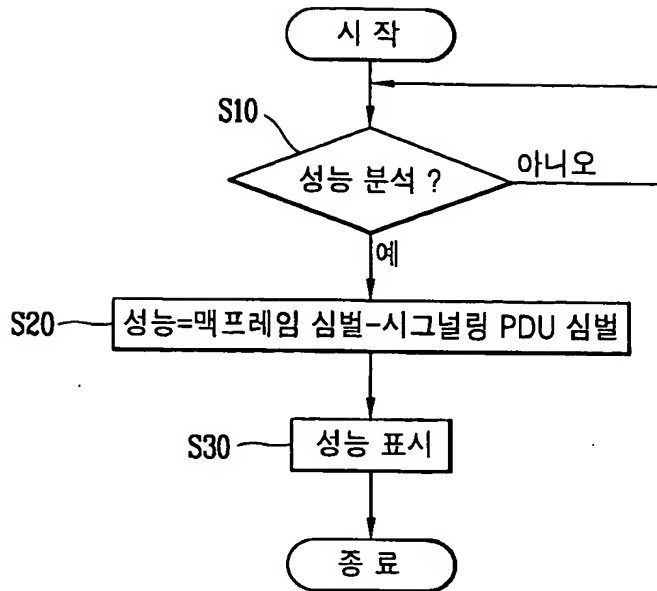 시 작
S10
성능 분석 ?
아니오
예
S20
성능=맥프레임 심벌-시그널링 PDU 심벌
S30
성능 표시
종 료